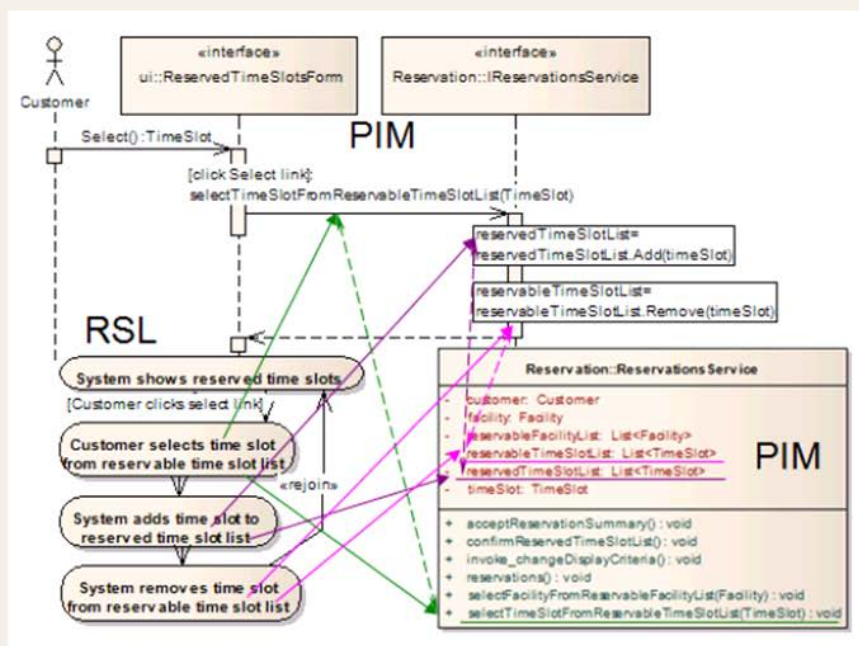 «interface»
ui::ReservedTimeSlotsForm
«interface»
Reservation::IReservationsService
Customer
PIM
Select() :TimeSlot
[click Select link]:
selectTimeSlotFromReservableTimeSlotList(TimeSlot)
reservedTimeSlotList=
reservedTimeSlotList.Add(timeSlot)
reservableTimeSlotList=
reservableTimeSlotList.Remove(timeSlot)
RSL
System shows reserved time slots
[Customer clicks select link]
Customer selects time slot
from reservable time slot list
«rejoin»
System adds time slot to
reserved time slot list
System removes time slot
from reservable time slot list
Reservation::ReservationsService
- customer: Customer
- facility: Facility
- reservableFacilityList: List<Facility>
- reservableTimeSlotList: List<TimeSlot>
- reservedTimeSlotList: List<TimeSlot>
- timeSlot: TimeSlot
PIM
+ acceptReservationSummary() : void
+ confirmReservedTimeSlotList() : void
+ invoke_changeDisplayCriteria() : void
+ reservations() : void
+ selectFacilityFromReservableFacilityList(Facility) : void
+ selectTimeSlotFromReservableTimeSlotList(TimeSlot) : void